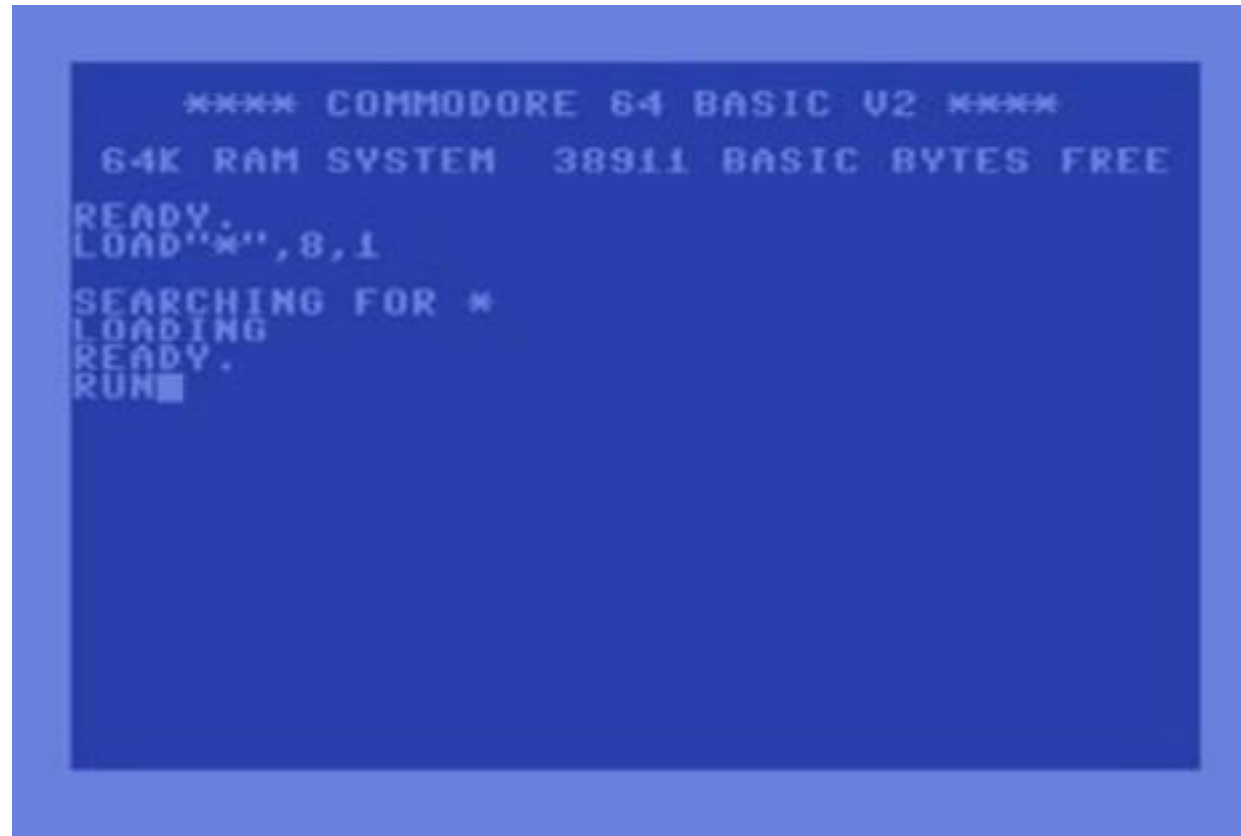 **** COMMODORE 64 BASIC V2 ****
64K RAM SYSTEM  38911 BASIC BYTES FREE
READY.
LOAD"*",8,1
SEARCHING FOR *
LOADING
READY.
RUN